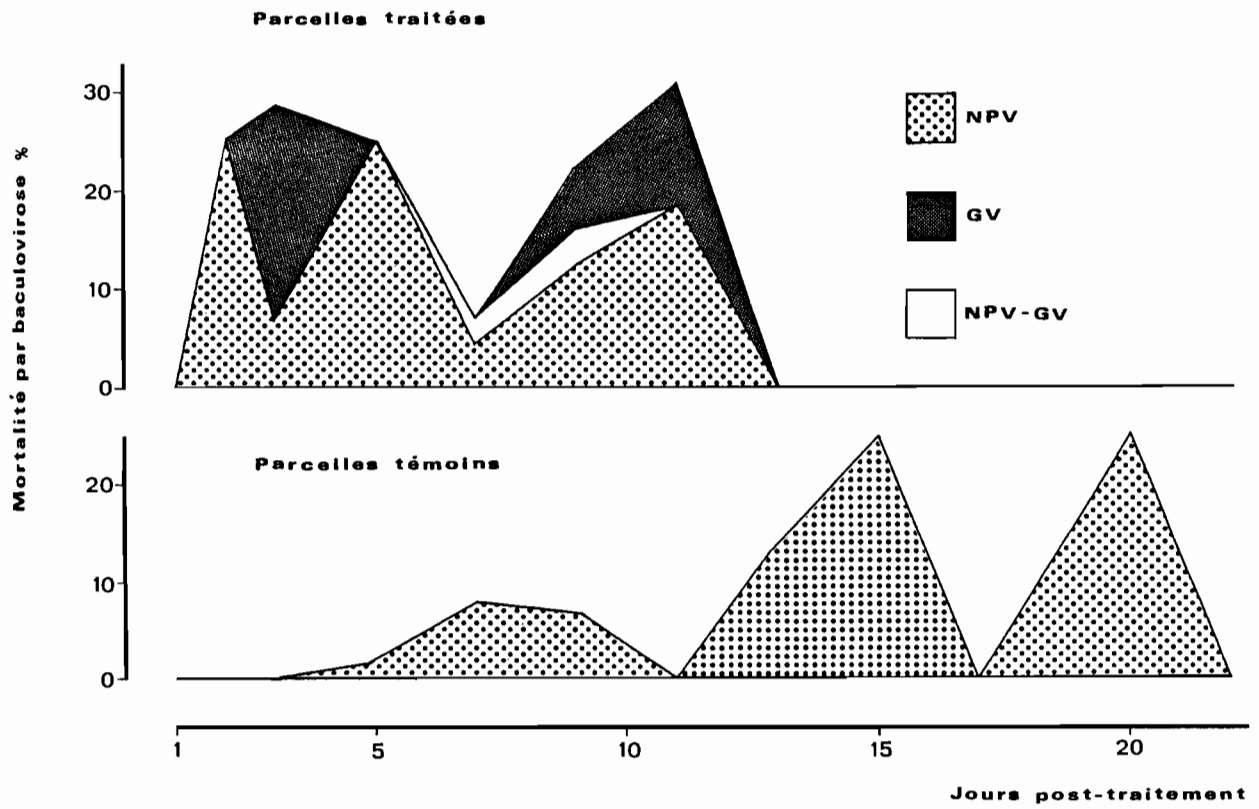 Parcelles traitées
30
20
10
0
NPV
GV
NPV-GV
Mortalité par baculovirose %
Parcelles témoins
20
10
0
1 5 10 15 20
Jours post-traitement